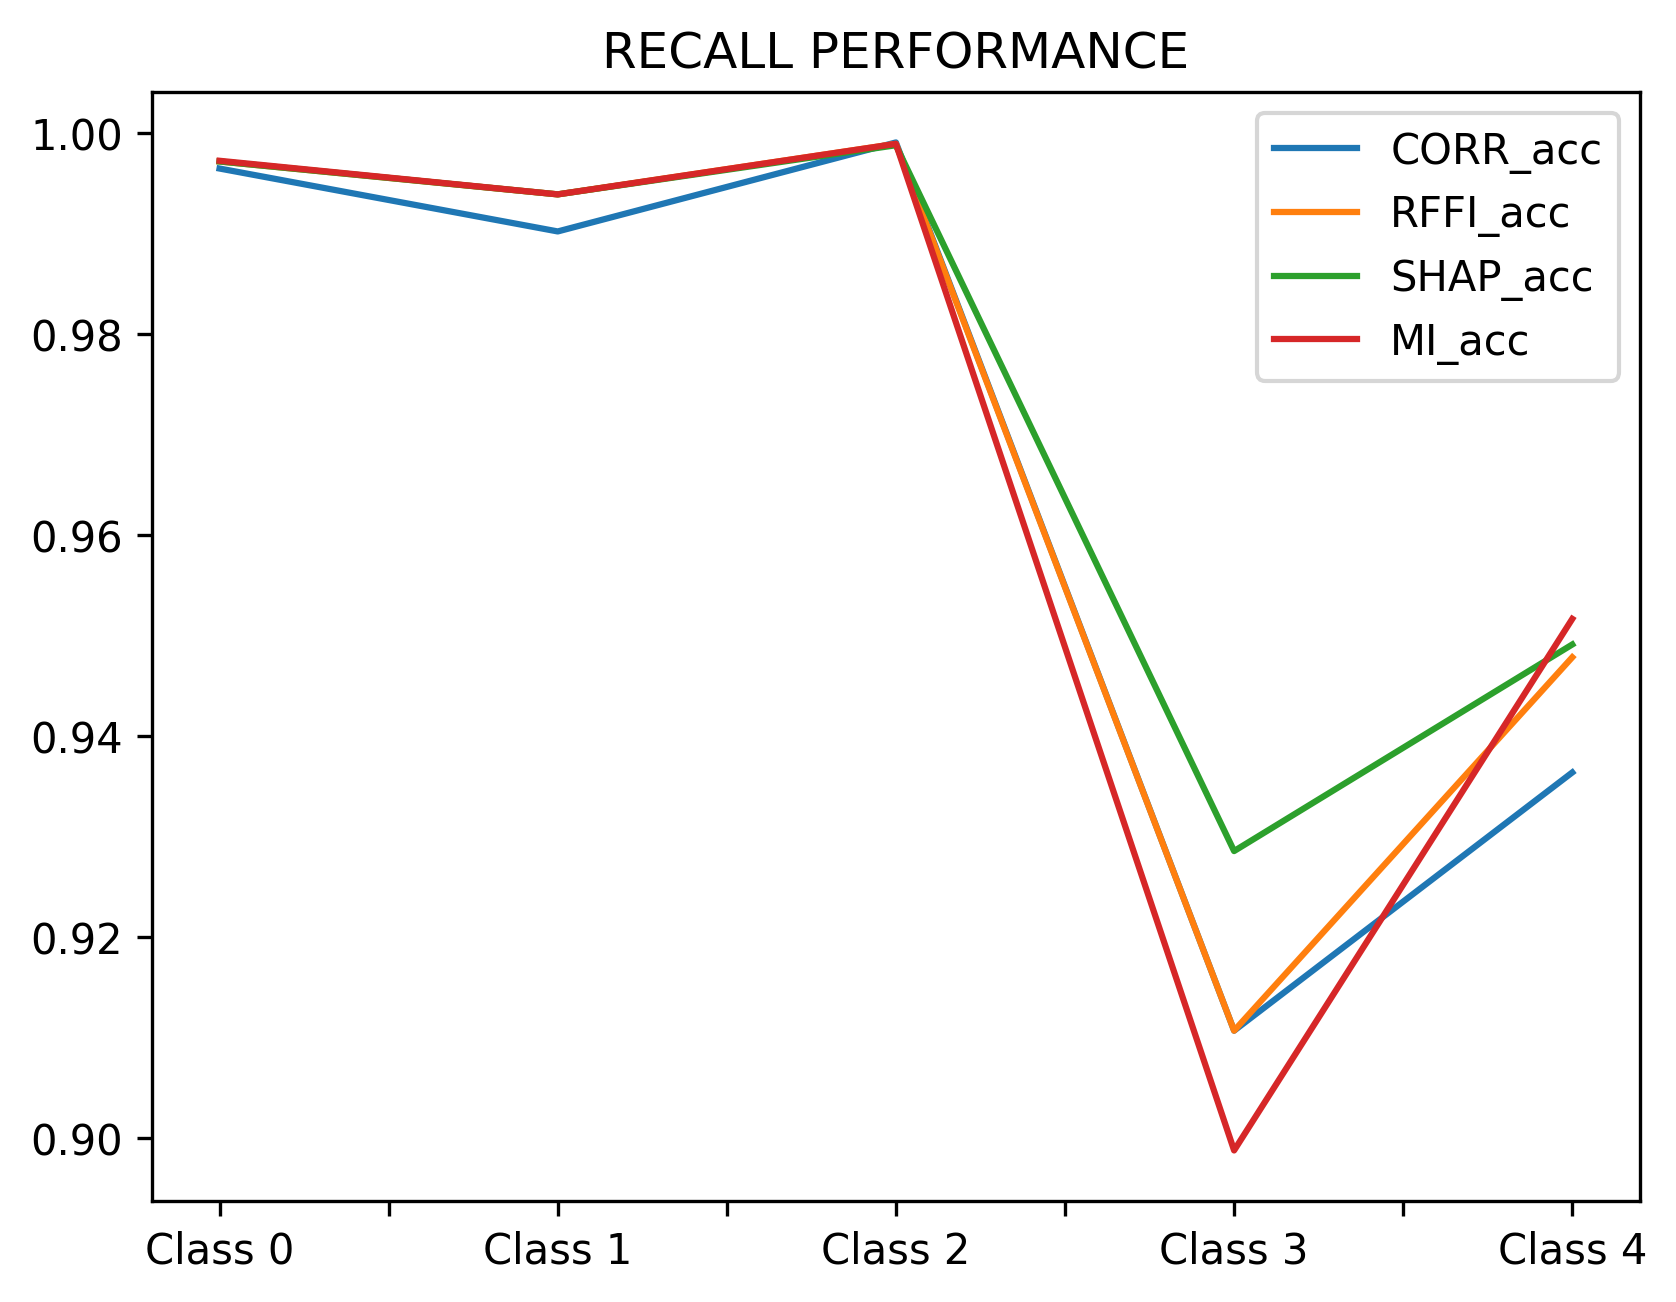 RECALL PERFORMANCE
1.00
0.98
0.96
0.94
0.92
0.90
CORR_acc
RFFI_acc
SHAP_acc
MI_acc
Class 0 Class 1 Class 2 Class 3 Class 4